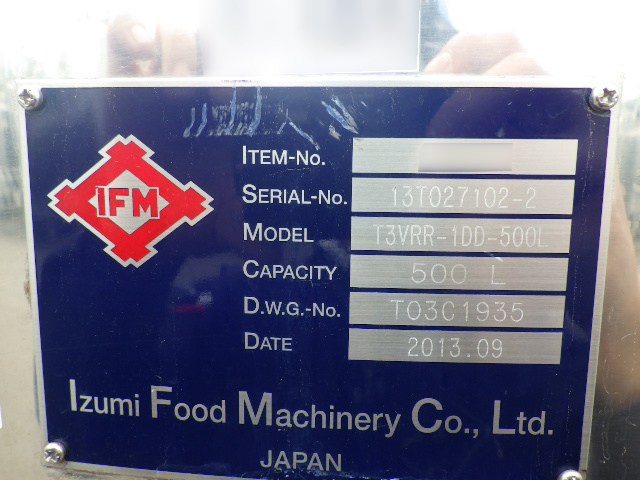 IFM
ITEM-No.
SERIAL-No. 13T027102-2
MODEL T3VRR-1DD-500L
CAPACITY 500 L
D.W.G.-No. T03C1935
DATE 2013.09
Izumi Food Machinery Co., Ltd.
JAPAN